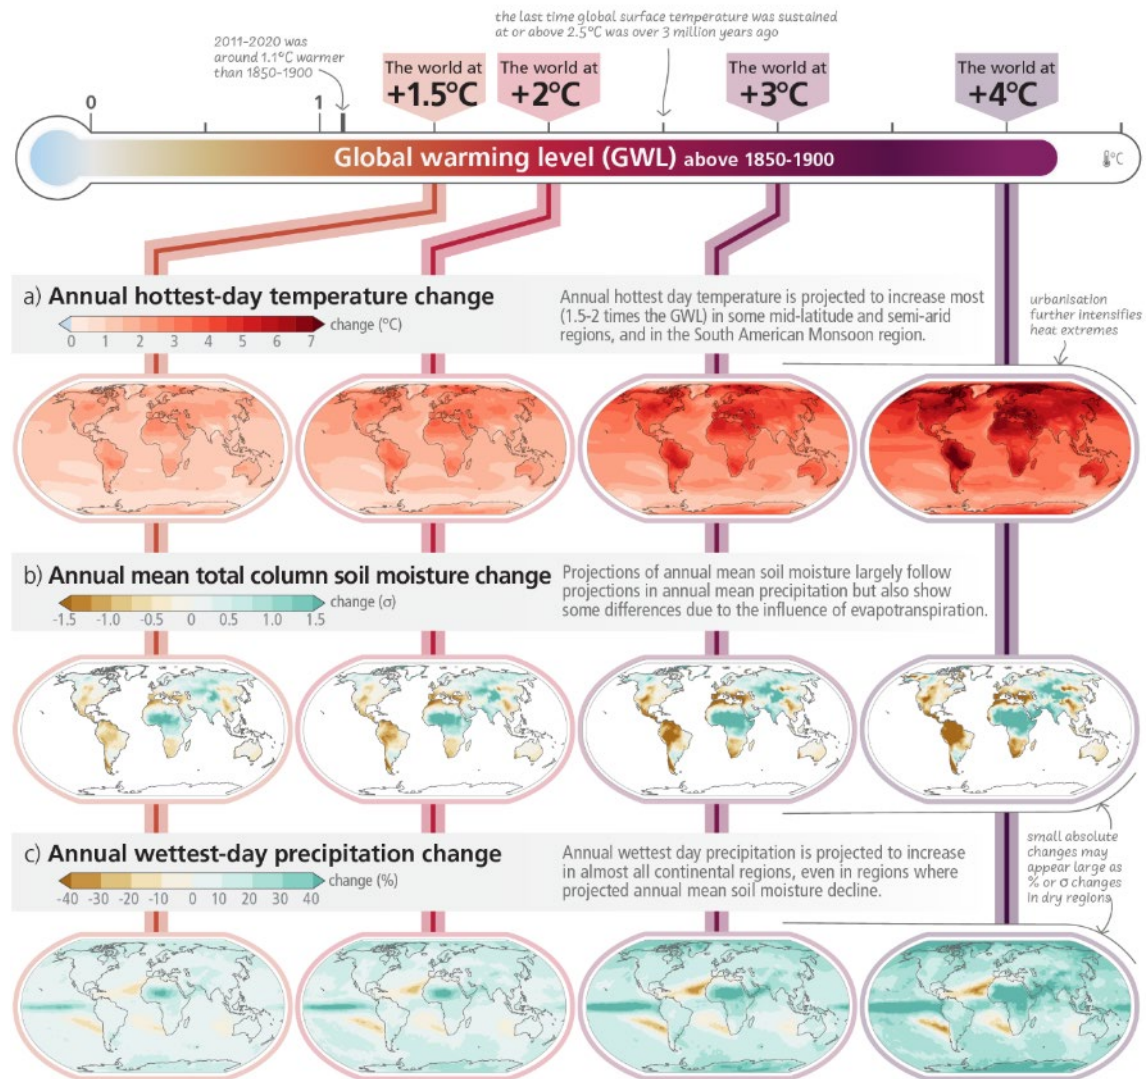 the last time global surface temperature was sustained
at or above 2.5°C was over 3 million years ago
2011-2020 was
around 1.1°C warmer
than 1850-1900
The world at
+1.5°C
The world at
+2°C
The world at
+3°C
The world at
+4°C
0
1
Global warming level (GWL) above 1850-1900
°C
a) Annual hottest-day temperature change
change (°C)
0 1 2 3 4 5 6 7
Annual hottest day temperature is projected to increase most
(1.5-2 times the GWL) in some mid-latitude and semi-arid
regions, and in the South American Monsoon region.
urbanisation
further intensifies
heat extremes
b) Annual mean total column soil moisture change
change (σ)
-1.5 -1.0 -0.5 0 0.5 1.0 1.5
Projections of annual mean soil moisture largely follow
projections in annual mean precipitation but also show
some differences due to the influence of evapotranspiration.
c) Annual wettest-day precipitation change
change (%)
-40 -30 -20 -10 0 10 20 30 40
Annual wettest day precipitation is projected to increase
in almost all continental regions, even in regions where
projected annual mean soil moisture decline.
small absolute
changes may
appear large as
% or σ changes
in dry regions